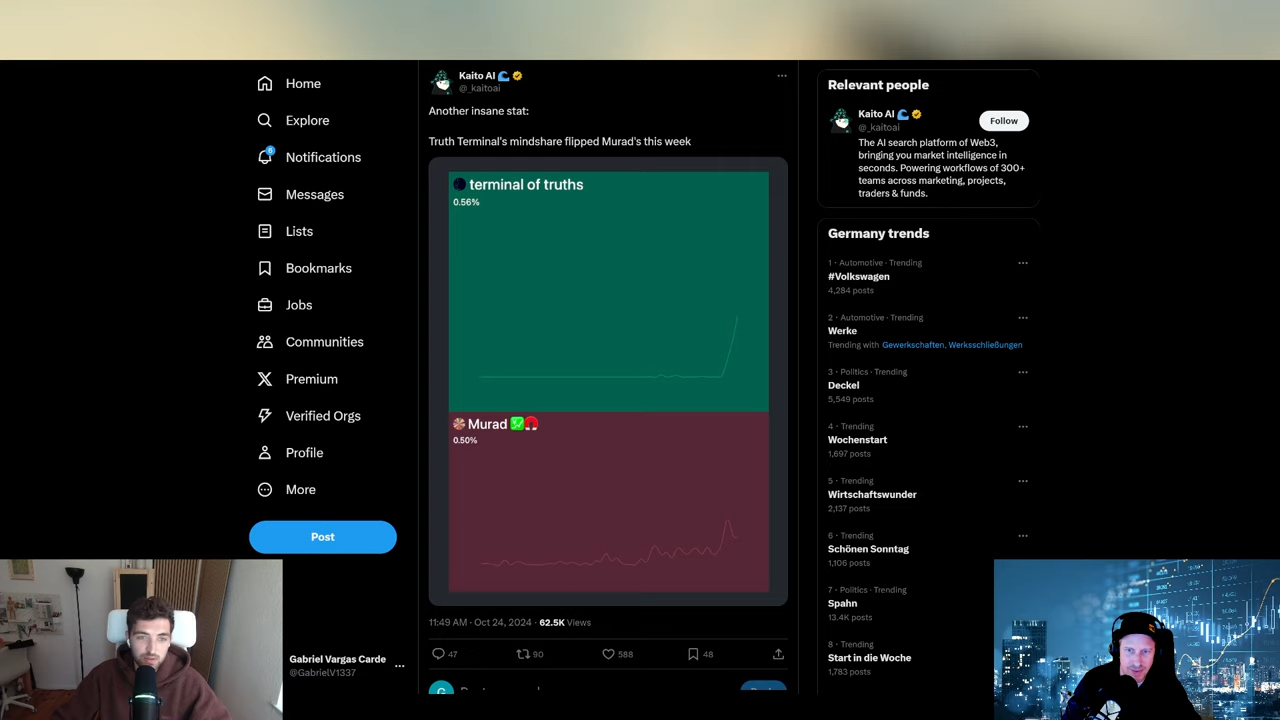 Home
Explore
6
Notifications
Messages
Lists
Bookmarks
Jobs
Communities
Premium
Verified Orgs
Profile
More
Post
Gabriel Vargas Carde
@GabrielV1337
Kaito AI
@_kaitoai
Another insane stat:
Truth Terminal's mindshare flipped Murad's this week
terminal of truths
0.56%
Murad
0.50%
11:49 AM · Oct 24, 2024 · 62.5K Views
47
90
588
48
Relevant people
Kaito AI
@_kaitoai
Follow
The AI search platform of Web3,
bringing you market intelligence in
seconds. Powering workflows of 300+
teams across marketing, projects,
traders & funds.
Germany trends
1 · Automotive · Trending
#Volkswagen
4,284 posts
2 · Automotive · Trending
Werke
Trending with Gewerkschaften, Werksschließungen
3 · Politics · Trending
Deckel
5,549 posts
4 · Trending
Wochenstart
1,697 posts
5 · Trending
Wirtschaftswunder
2,137 posts
6 · Trending
Schönen Sonntag
1,106 posts
7 · Politics · Trending
Spahn
13.4K posts
8 · Trending
Start in die Woche
1,783 posts